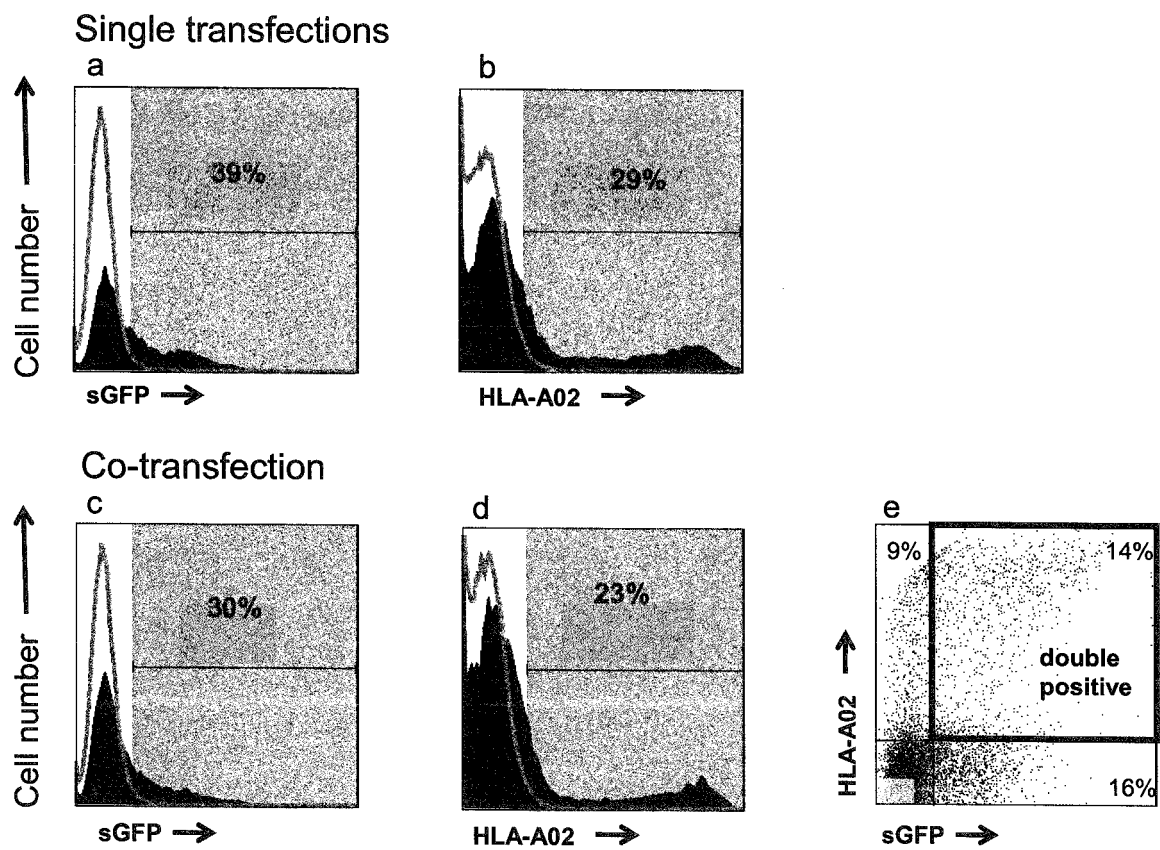 Single transfections
a
b
Cell number
39%
29%
sGFP
HLA-A02
Co-transfection
c
d
e
Cell number
30%
23%
9%
14%
double
positive
16%
HLA-A02
sGFP
HLA-A02
sGFP